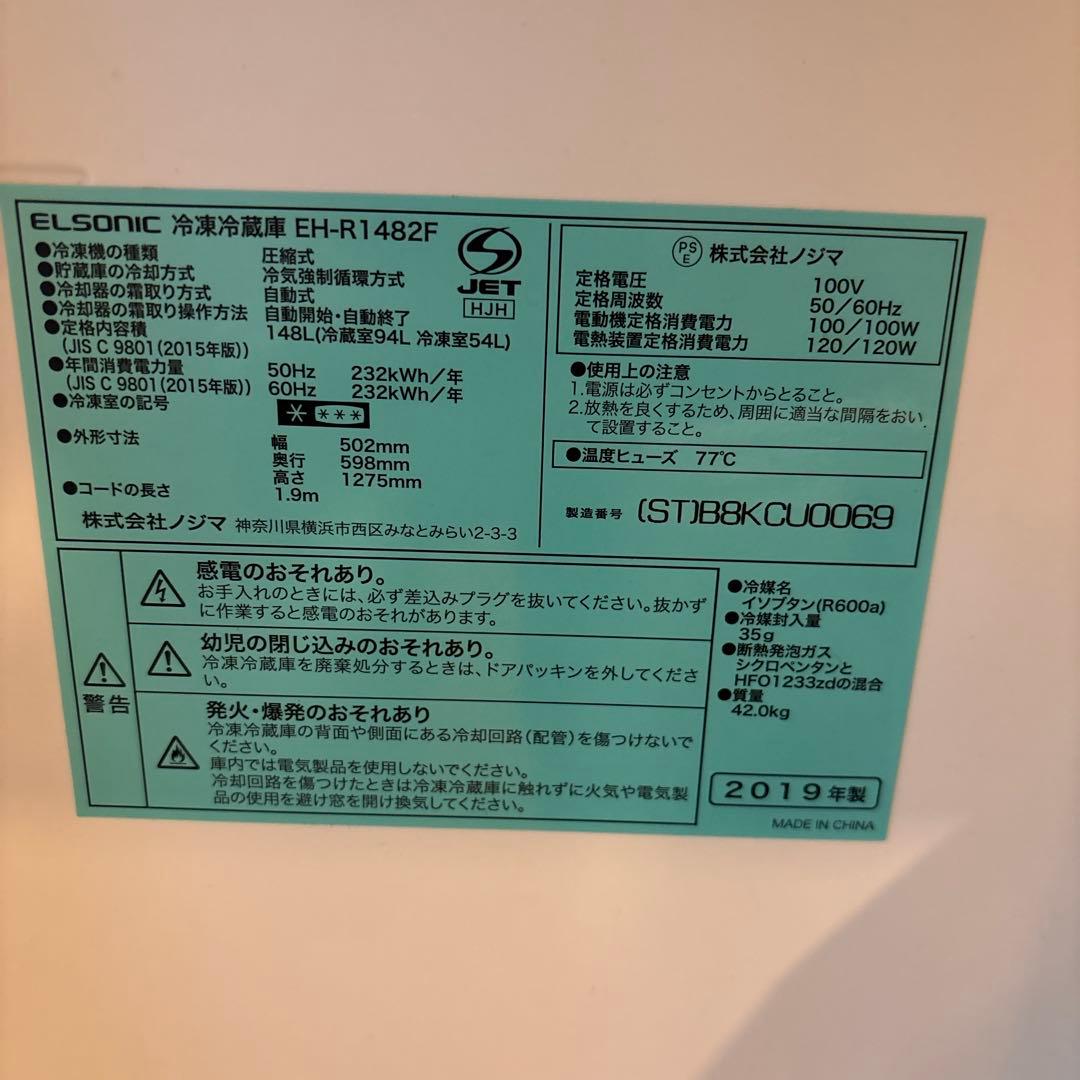 ELSONIC 冷凍冷蔵庫 EH-R1482F
●冷凍機の種類 圧縮式
●貯蔵庫の冷却方式 冷気強制循環方式
●冷却器の霜取り方式 自動式
●冷却器の霜取り操作方法 自動開始・自動終了
●定格内容積 148L(冷蔵室94L 冷凍室54L)
(JIS C 9801(2015年版))
●年間消費電力量 50Hz 232kWh/年
(JIS C 9801(2015年版)) 60Hz 232kWh/年
●冷凍室の記号 * ***
●外形寸法 幅 502mm
奥行 598mm
高さ 1275mm
●コードの長さ 1.9m
株式会社ノジマ 神奈川県横浜市西区みなとみらい2-3-3
S
JET
HJH
PSE 株式会社ノジマ
定格電圧 100V
定格周波数 50/60Hz
電動機定格消費電力 100/100W
電熱装置定格消費電力 120/120W
●使用上の注意
1.電源は必ずコンセントからとること。
2.放熱を良くするため、周囲に適当な間隔をおい
て設置すること。
●温度ヒューズ 77℃
製造番号 (ST)B8KCU0069
警告
感電のおそれあり。
お手入れのときには、必ず差込みプラグを抜いてください。抜かず
に作業すると感電のおそれがあります。
幼児の閉じ込みのおそれあり。
冷凍冷蔵庫を廃棄処分するときは、ドアパッキンを外してくださ
い。
発火・爆発のおそれあり
冷凍冷蔵庫の背面や側面にある冷却回路(配管)を傷つけないで
ください。
庫内では電気製品を使用しないでください。
冷却回路を傷つけたときは冷凍冷蔵庫に触れずに火気や電気製
品の使用を避け窓を開け換気してください。
●冷媒名
イソブタン(R600a)
●冷媒封入量
35g
●断熱発泡ガス
シクロペンタンと
HFO1233zdの混合
●質量
42.0kg
2019年製
MADE IN CHINA